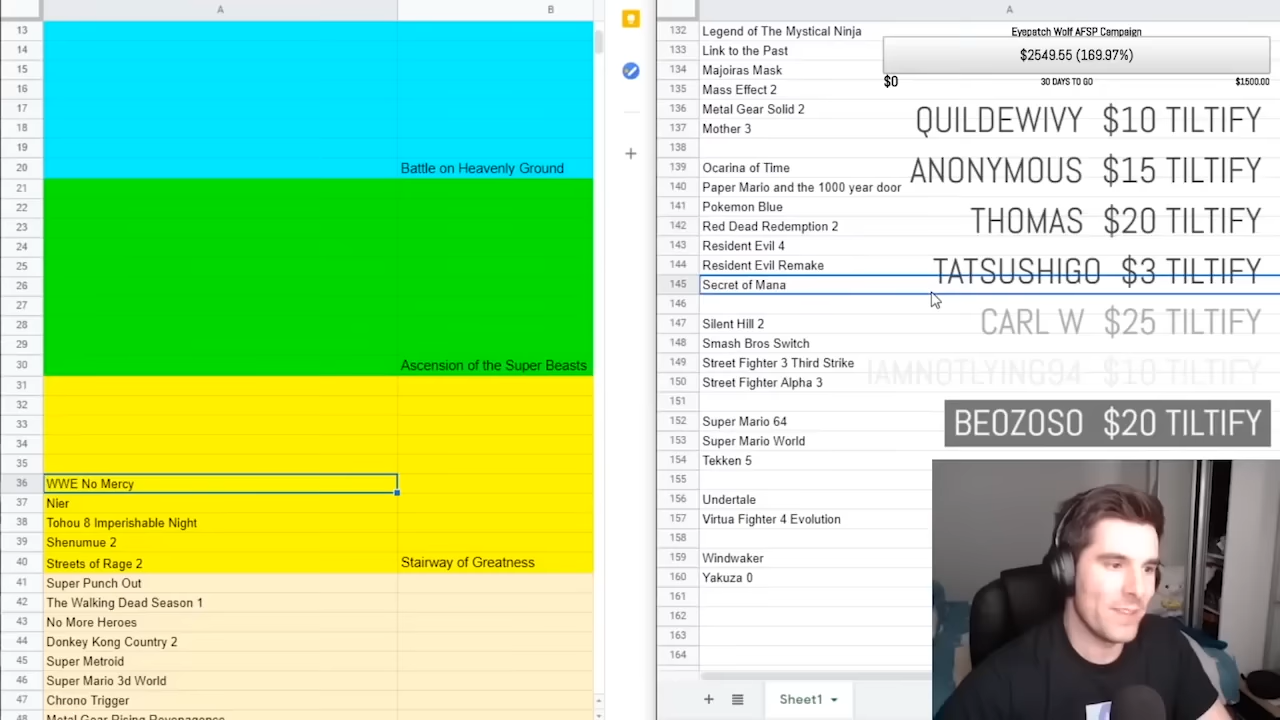 A
B
13
14
15
16
17
18
19
20 Battle on Heavenly Ground
21
22
23
24
25
26
27
28
29
30 Ascension of the Super Beasts
31
32
33
34
35
36 WWE No Mercy
37 Nier
38 Tohou 8 Imperishable Night
39 Shenumue 2
40 Streets of Rage 2 Stairway of Greatness
41 Super Punch Out
42 The Walking Dead Season 1
43 No More Heroes
44 Donkey Kong Country 2
45 Super Metroid
46 Super Mario 3d World
47 Chrono Trigger
48 Metal Gear Rising Revengeance
A
132 Legend of The Mystical Ninja
133 Link to the Past
134 Majoiras Mask
135 Mass Effect 2
136 Metal Gear Solid 2
137 Mother 3
138
139 Ocarina of Time
140 Paper Mario and the 1000 year door
141 Pokemon Blue
142 Red Dead Redemption 2
143 Resident Evil 4
144 Resident Evil Remake
145 Secret of Mana
146
147 Silent Hill 2
148 Smash Bros Switch
149 Street Fighter 3 Third Strike
150 Street Fighter Alpha 3
151
152 Super Mario 64
153 Super Mario World
154 Tekken 5
155
156 Undertale
157 Virtua Fighter 4 Evolution
158
159 Windwaker
160 Yakuza 0
161
162
163
164
Sheet1
Eyepatch Wolf AFSP Campaign
$2549.55 (169.97%)
$0 30 DAYS TO GO $1500.00
QUILDEWIVY $10 TILTIFY
ANONYMOUS $15 TILTIFY
THOMAS $20 TILTIFY
TATSUSHIGO $3 TILTIFY
CARL W $25 TILTIFY
IAMNOTLYING94 $10 TILTIFY
BEOZOSO $20 TILTIFY